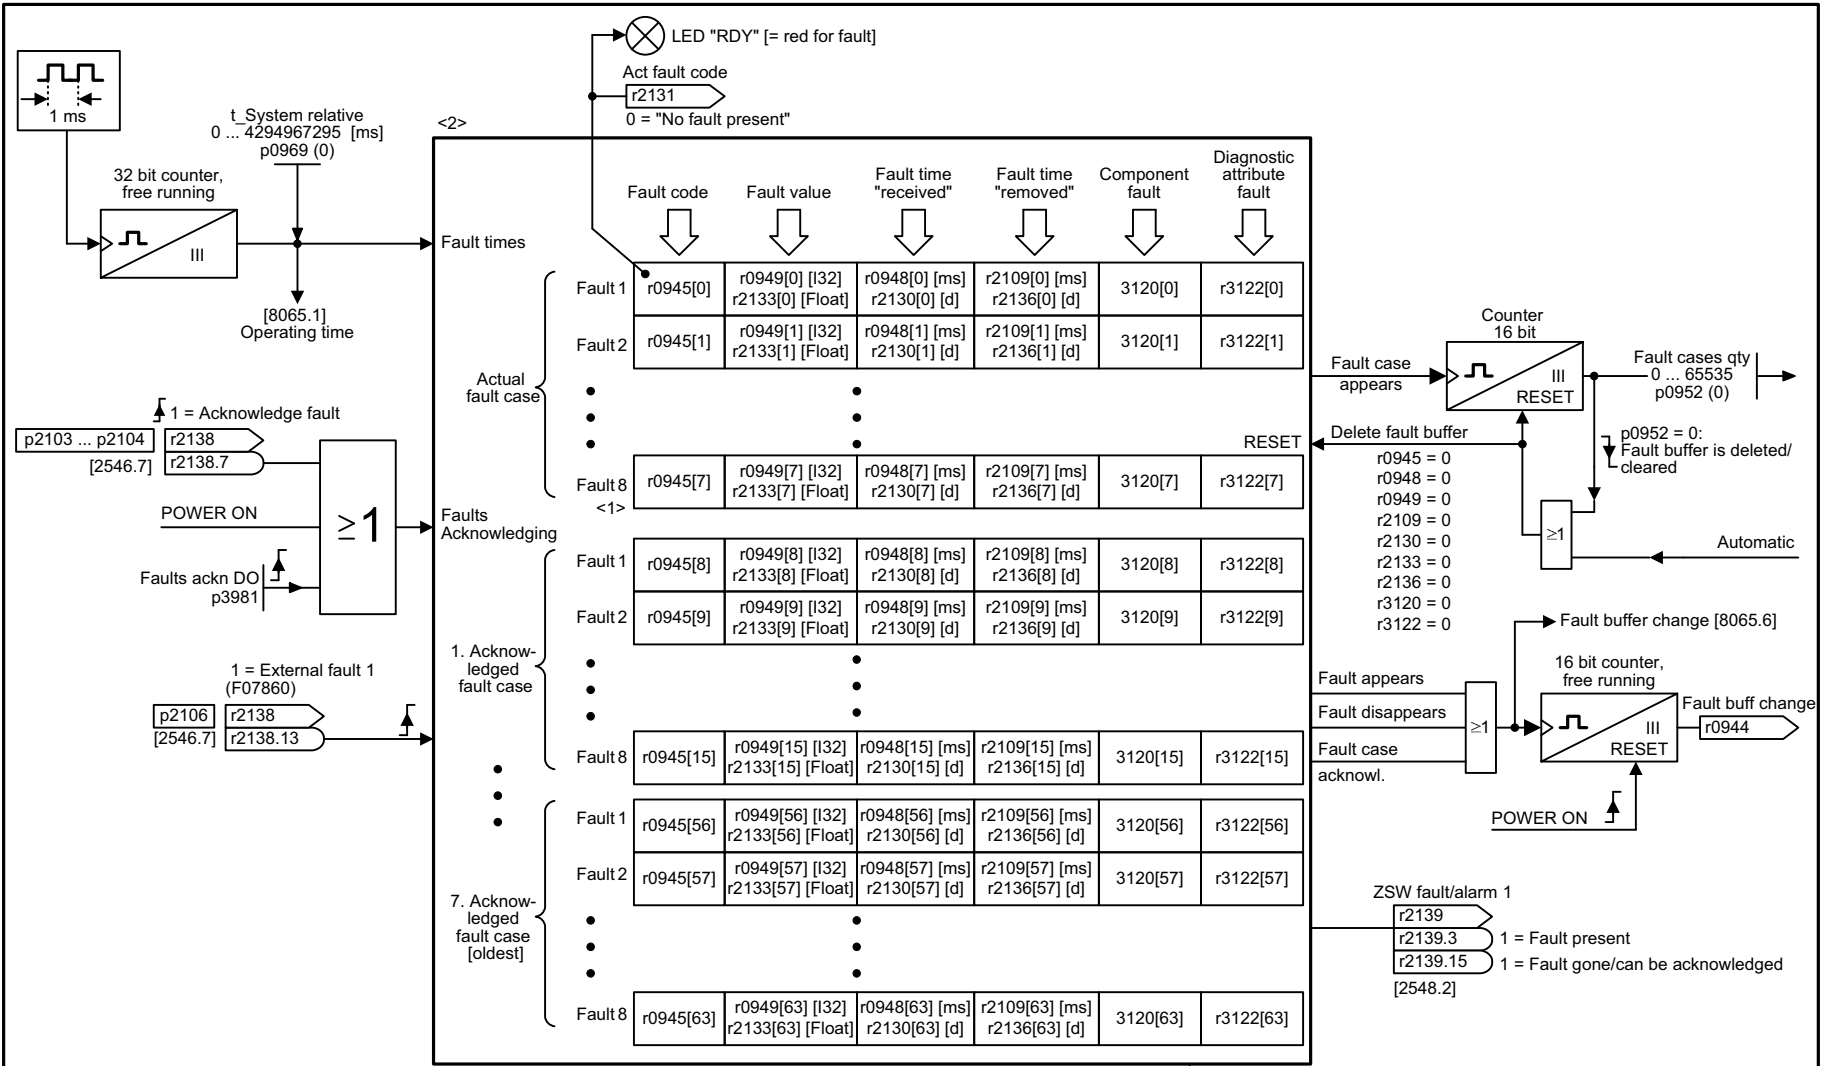 LED "RDY" [= red for fault]
Act fault code
r2131
0 = "No fault present"
1 ms
t_System relative
0 ... 4294967295 [ms]
p0969 (0)
32 bit counter,
free running
III
[8065.1]
Operating time
<2>
Fault times
Fault code
Fault value
Fault time
"received"
Fault time
"removed"
Component
fault
Diagnostic
attribute
fault
Actual
fault case
Fault 1
r0945[0]
r0949[0] [I32]
r2133[0] [Float]
r0948[0] [ms]
r2130[0] [d]
r2109[0] [ms]
r2136[0] [d]
3120[0]
r3122[0]
Fault 2
r0945[1]
r0949[1] [I32]
r2133[1] [Float]
r0948[1] [ms]
r2130[1] [d]
r2109[1] [ms]
r2136[1] [d]
3120[1]
r3122[1]
Fault 8
<1>
r0945[7]
r0949[7] [I32]
r2133[7] [Float]
r0948[7] [ms]
r2130[7] [d]
r2109[7] [ms]
r2136[7] [d]
3120[7]
r3122[7]
RESET
1 = Acknowledge fault
p2103 ... p2104
r2138
[2546.7]
r2138.7
POWER ON
Faults ackn DO
p3981
≥1
Faults
Acknowledging
1. Acknow-
ledged
fault case
Fault 1
r0945[8]
r0949[8] [I32]
r2133[8] [Float]
r0948[8] [ms]
r2130[8] [d]
r2109[8] [ms]
r2136[8] [d]
3120[8]
r3122[8]
Fault 2
r0945[9]
r0949[9] [I32]
r2133[9] [Float]
r0948[9] [ms]
r2130[9] [d]
r2109[9] [ms]
r2136[9] [d]
3120[9]
r3122[9]
Fault 8
r0945[15]
r0949[15] [I32]
r2133[15] [Float]
r0948[15] [ms]
r2130[15] [d]
r2109[15] [ms]
r2136[15] [d]
3120[15]
r3122[15]
1 = External fault 1
(F07860)
p2106
r2138
[2546.7]
r2138.13
7. Acknow-
ledged
fault case
[oldest]
Fault 1
r0945[56]
r0949[56] [I32]
r2133[56] [Float]
r0948[56] [ms]
r2130[56] [d]
r2109[56] [ms]
r2136[56] [d]
3120[56]
r3122[56]
Fault 2
r0945[57]
r0949[57] [I32]
r2133[57] [Float]
r0948[57] [ms]
r2130[57] [d]
r2109[57] [ms]
r2136[57] [d]
3120[57]
r3122[57]
Fault 8
r0945[63]
r0949[63] [I32]
r2133[63] [Float]
r0948[63] [ms]
r2130[63] [d]
r2109[63] [ms]
r2136[63] [d]
3120[63]
r3122[63]
Fault case
appears
Counter
16 bit
III
RESET
Fault cases qty
0 ... 65535
p0952 (0)
Delete fault buffer
r0945 = 0
r0948 = 0
r0949 = 0
r2109 = 0
r2130 = 0
r2133 = 0
r2136 = 0
r3120 = 0
r3122 = 0
p0952 = 0:
Fault buffer is deleted/
cleared
≥1
Automatic
Fault buffer change [8065.6]
16 bit counter,
free running
Fault appears
Fault disappears
Fault case
acknowl.
≥1
III
RESET
Fault buff change
r0944
POWER ON
ZSW fault/alarm 1
r2139
r2139.3
1 = Fault present
r2139.15
1 = Fault gone/can be acknowledged
[2548.2]